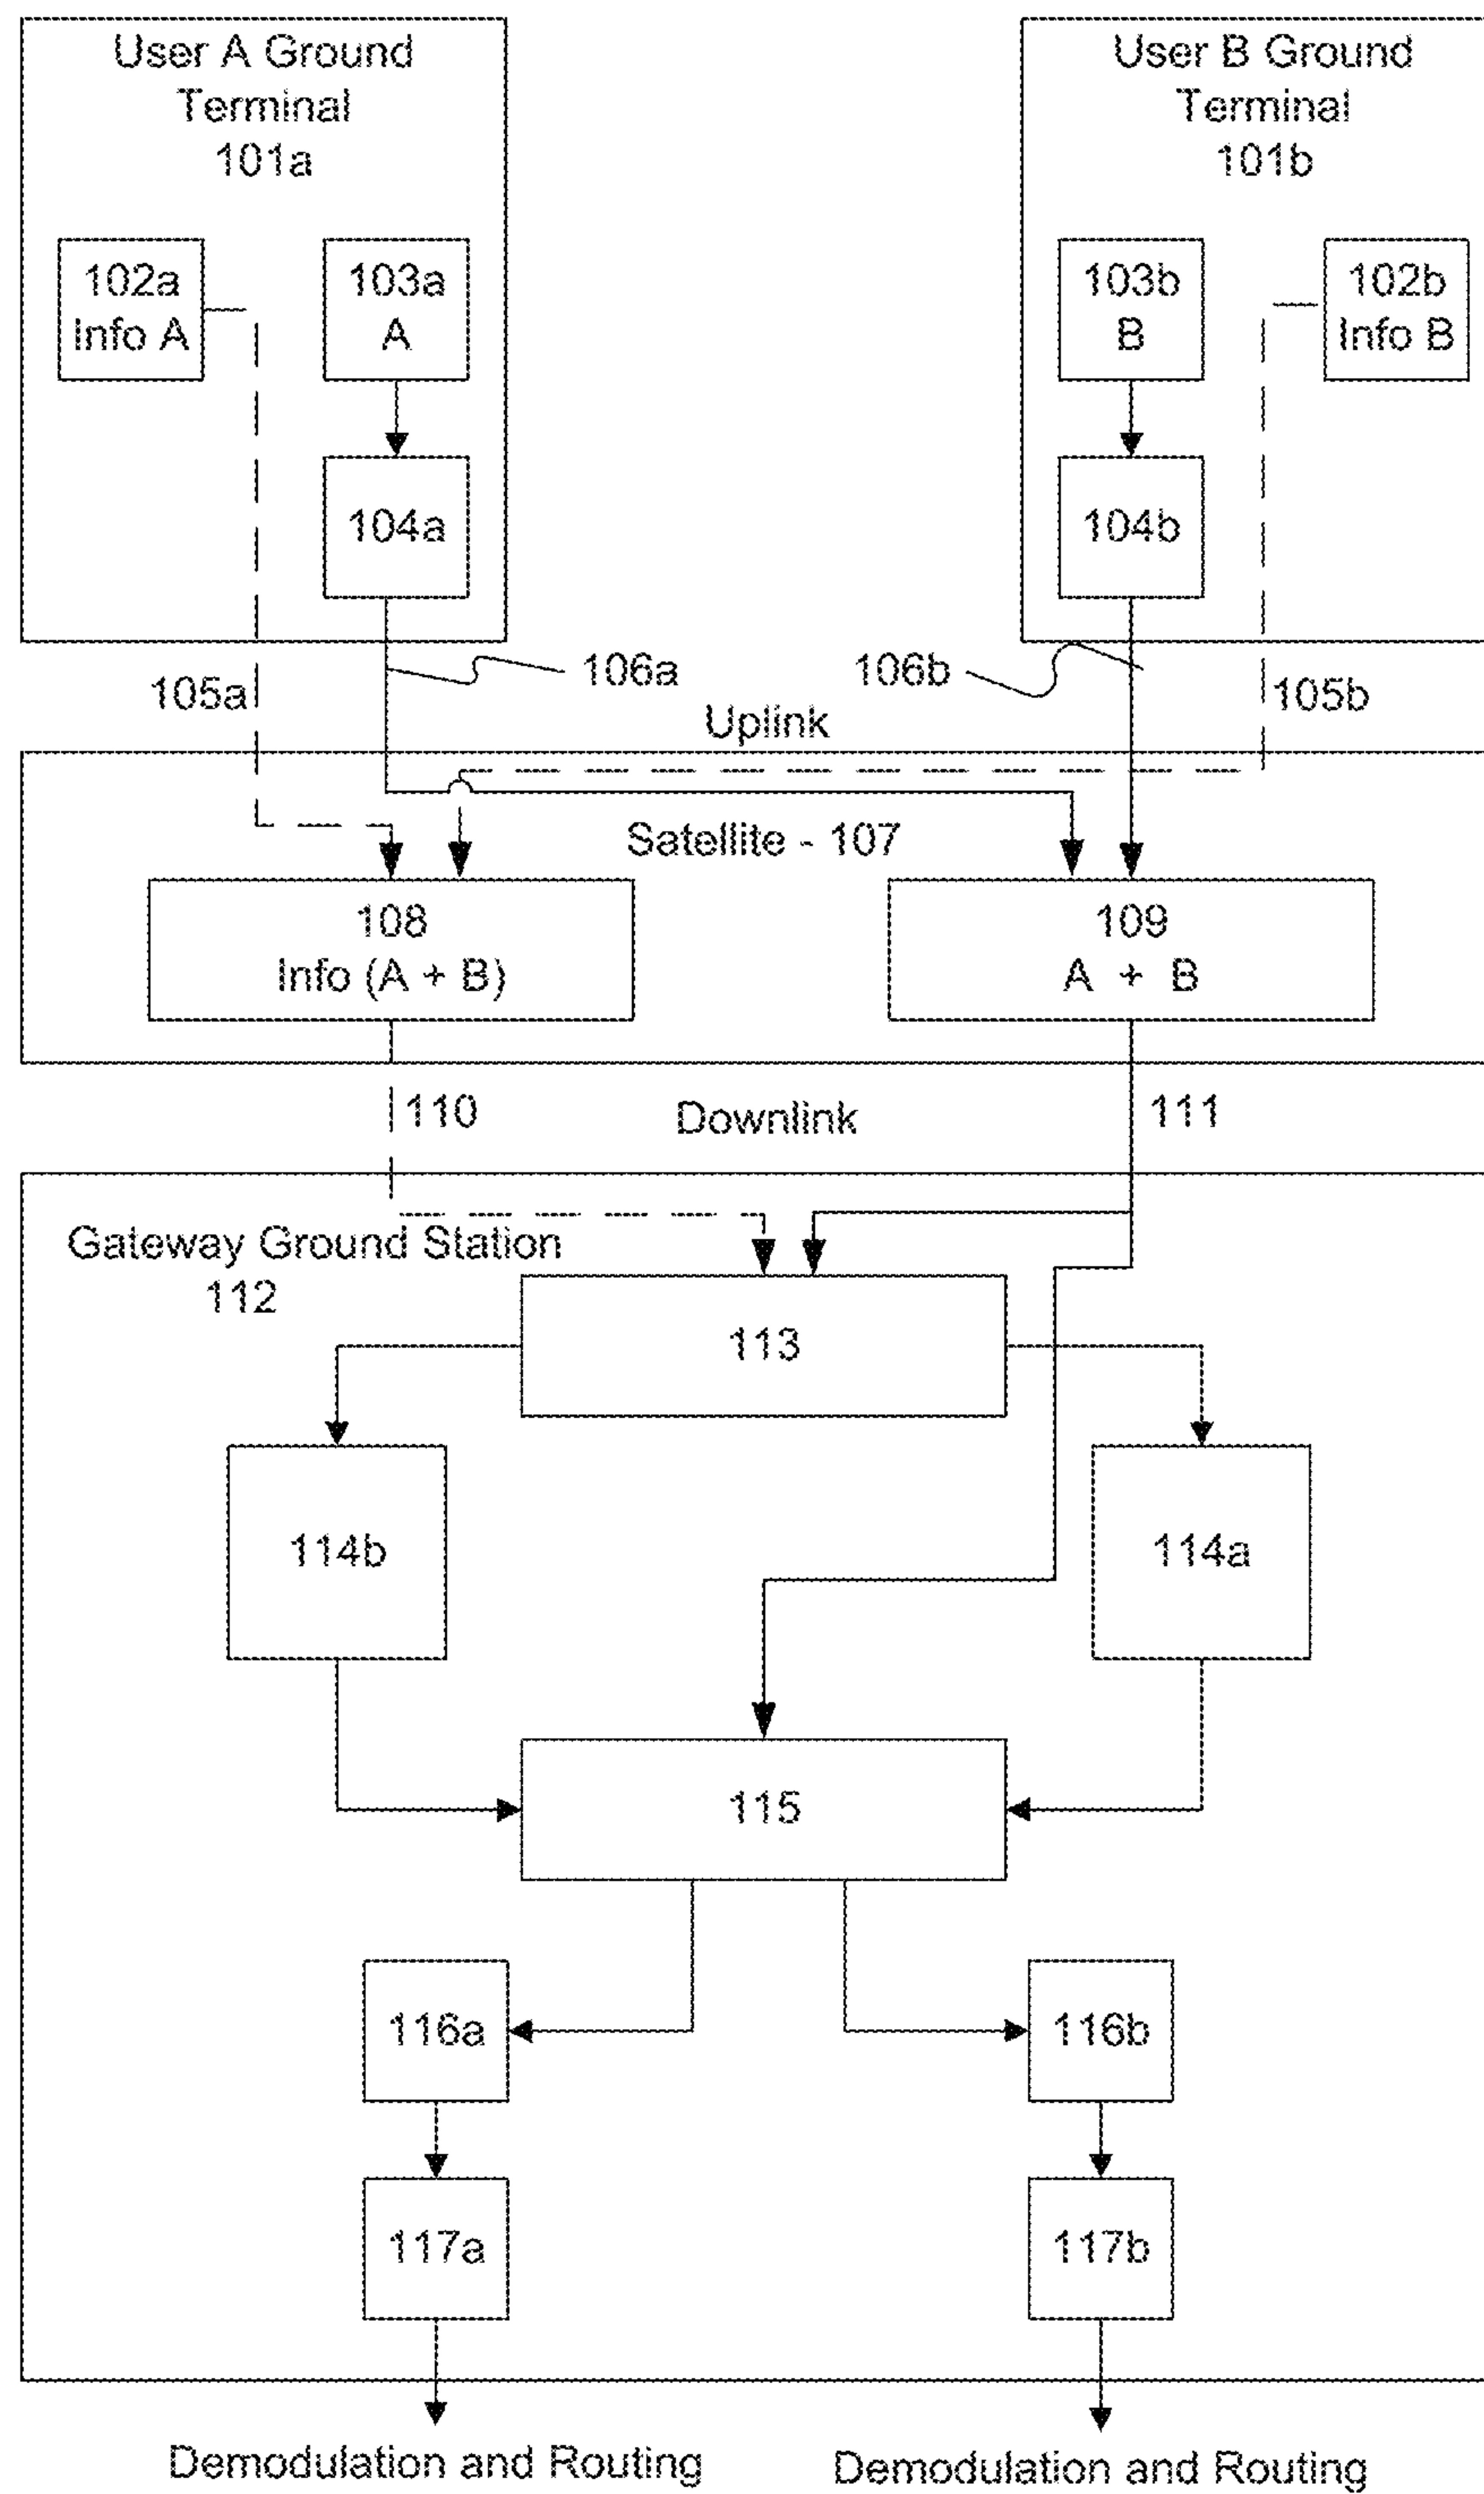 User A Ground
Terminal
101a
User B Ground
Terminal
101b
102a
Info A
103a
A
103b
B
102b
Info B
104a
104b
105a
106a
106b
105b
Uplink
Satellite - 107
108
Info (A + B)
109
A + B
110
Downlink
111
Gateway Ground Station
112
113
114b
114a
115
116a
116b
117a
117b
Demodulation and Routing
Demodulation and Routing